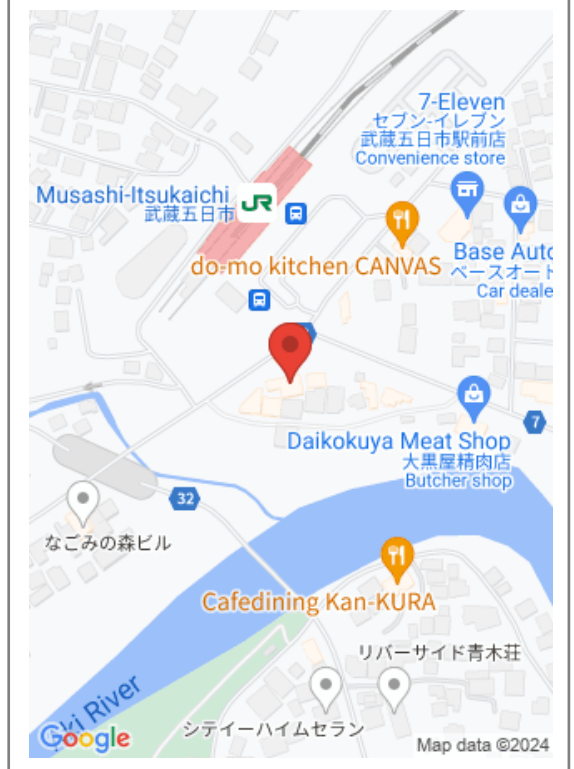 7-Eleven
セブン-イレブン
武蔵五日市駅前店
Convenience store
Musashi-Itsukaichi
武蔵五日市
JR
do-mo kitchen CANVAS
Base Auto
ベースオート
Car deale
Daikokuya Meat Shop
大黒屋精肉店
Butcher shop
7
32
なごみの森ビル
Cafedining Kan-KURA
リバーサイド青木荘
シティーハイムセラン
River
Google
Map data ©2024